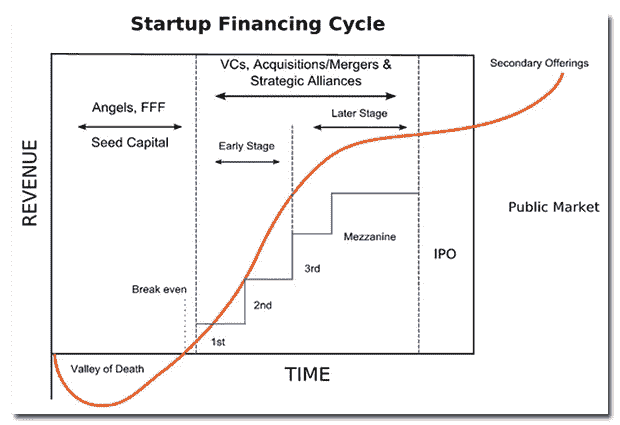 Startup Financing Cycle
VCs, Acquisitions/Mergers &
Strategic Alliances
Secondary Offerings
Angels, FFF
Seed Capital
Later Stage
Early Stage
REVENUE
Public Market
Mezzanine
IPO
3rd
Break even
2nd
1st
Valley of Death
TIME